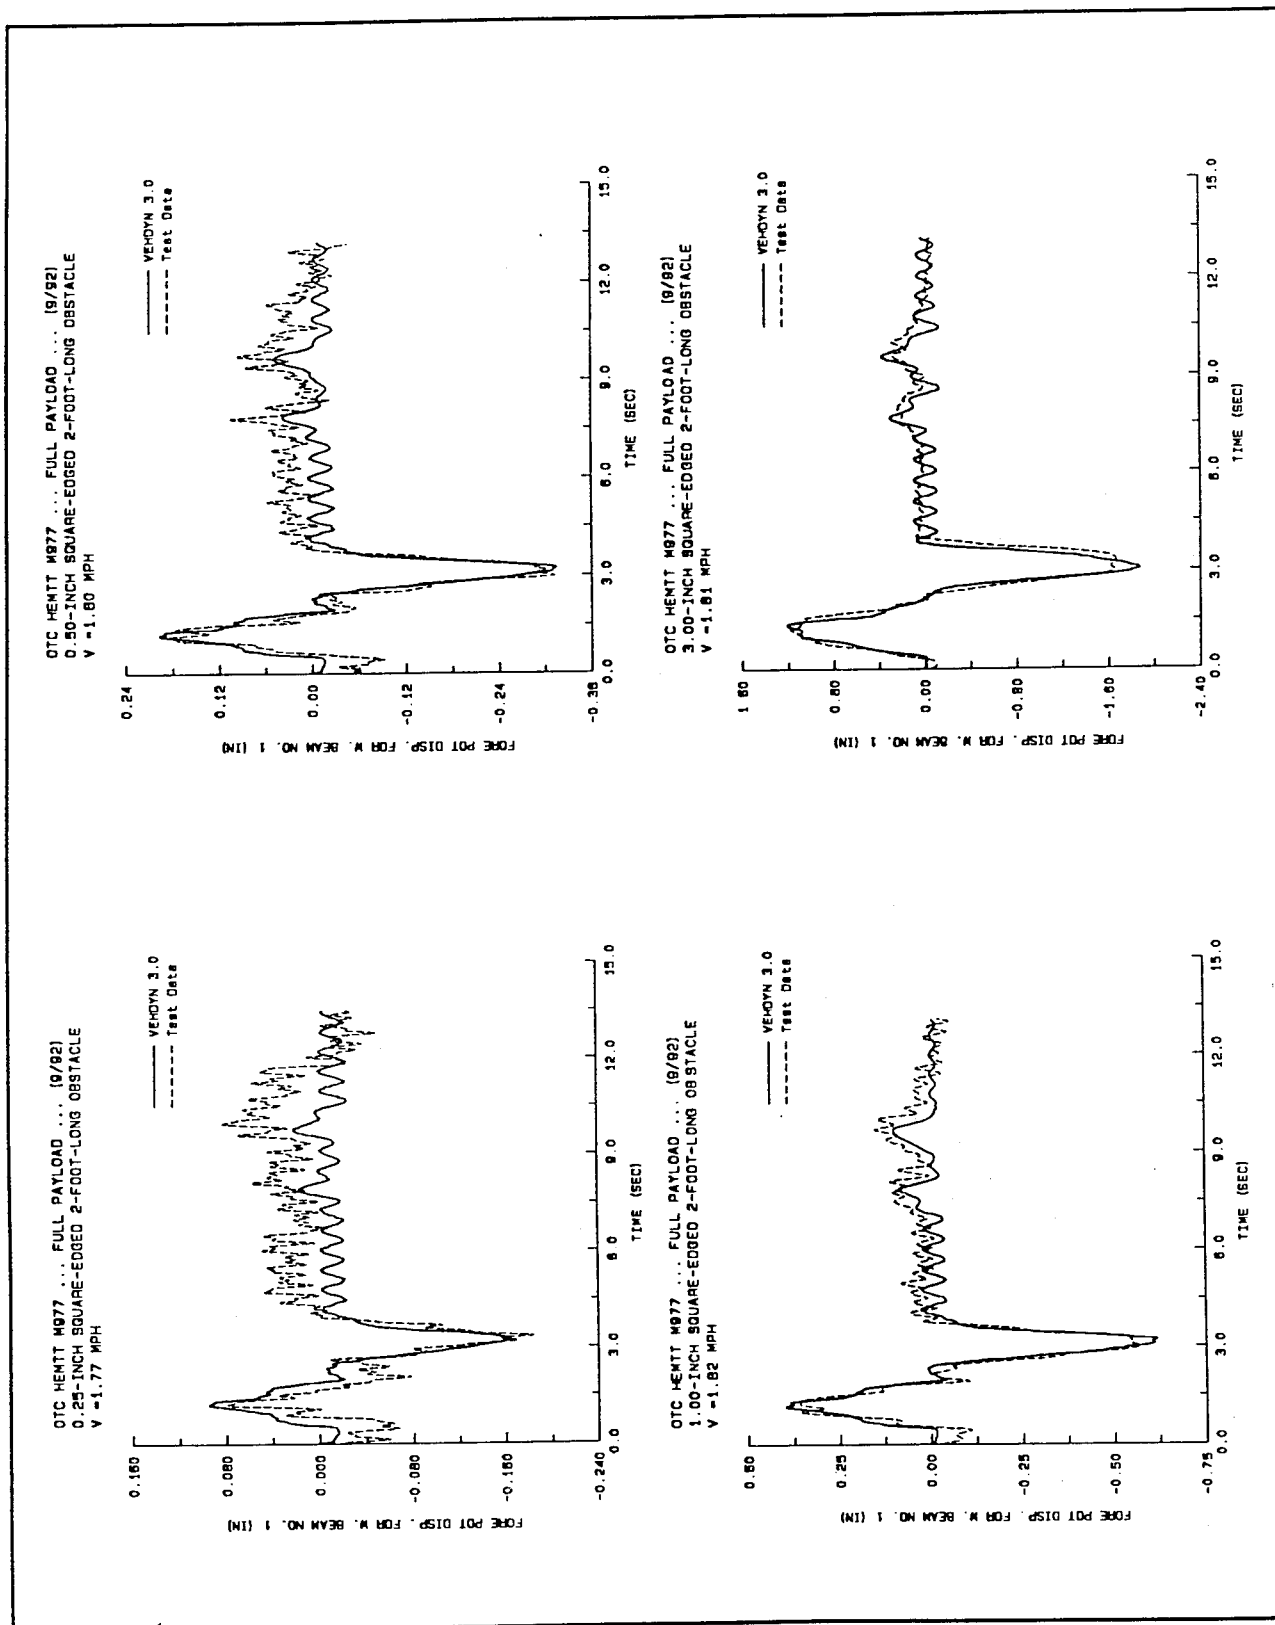 OTC HEMTT M977 ... FULL PAYLOAD ... (9/92)
0.25-INCH SQUARE-EDGED 2-FOOT-LONG OBSTACLE
V =1.77 MPH
VEHDYN 3.0
Test Data
FORE POT DISP. FOR W. BEAM NO. 1 (IN)
0.160
0.080
0.000
-0.080
-0.160
-0.240
0.0
3.0
6.0
9.0
12.0
15.0
TIME (SEC)
OTC HEMTT M977 ... FULL PAYLOAD ... (9/92)
0.50-INCH SQUARE-EDGED 2-FOOT-LONG OBSTACLE
V =1.80 MPH
VEHDYN 3.0
Test Data
FORE POT DISP. FOR W. BEAM NO. 1 (IN)
0.24
0.12
0.00
-0.12
-0.24
-0.36
0.0
3.0
6.0
9.0
12.0
15.0
TIME (SEC)
OTC HEMTT M977 ... FULL PAYLOAD ... (9/92)
1.00-INCH SQUARE-EDGED 2-FOOT-LONG OBSTACLE
V =1.82 MPH
VEHDYN 3.0
Test Data
FORE POT DISP. FOR W. BEAM NO. 1 (IN)
0.50
0.25
0.00
-0.25
-0.50
-0.75
0.0
3.0
6.0
9.0
12.0
15.0
TIME (SEC)
OTC HEMTT M977 ... FULL PAYLOAD ... (9/92)
3.00-INCH SQUARE-EDGED 2-FOOT-LONG OBSTACLE
V =1.81 MPH
VEHDYN 3.0
Test Data
FORE POT DISP. FOR W. BEAM NO. 1 (IN)
1.60
0.80
0.00
-0.80
-1.60
-2.40
0.0
3.0
6.0
9.0
12.0
15.0
TIME (SEC)